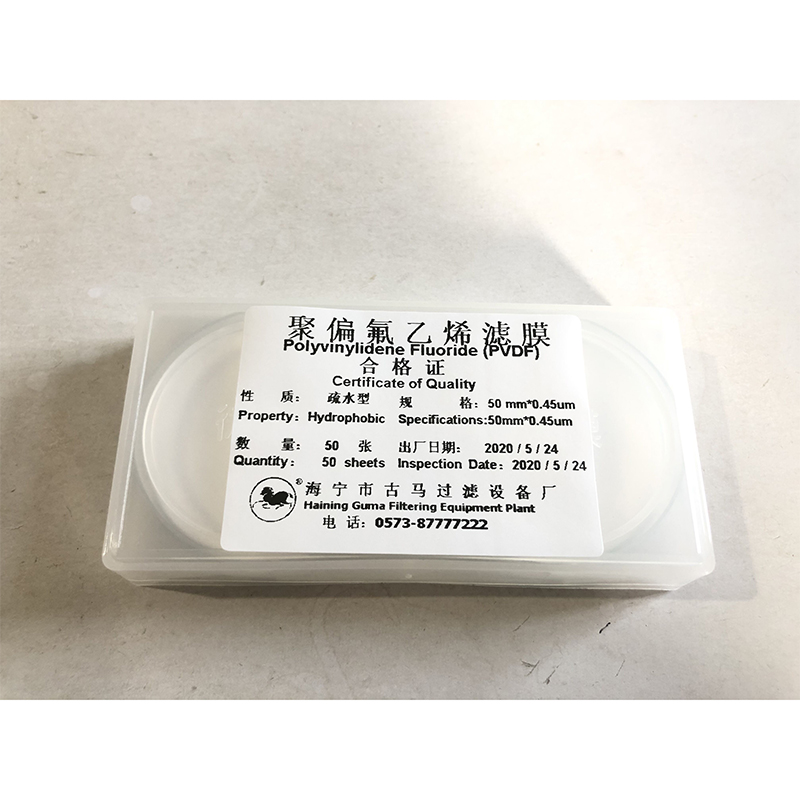 聚偏氟乙烯滤膜
Polyvinylidene Fluoride (PVDF)
合格证
Certificate of Quality
性 质： 疏水型 规 格：50 mm*0.45um
Property：Hydrophobic Specifications:50mm*0.45um
數 量： 50 张 出厂日期： 2020 / 5 / 24
Quantity： 50 sheets Inspection Date：2020 / 5 / 24
®海宁市古马过滤设备厂
Haining Guma Filtering Equipment Plant
电 话：0573-87777222